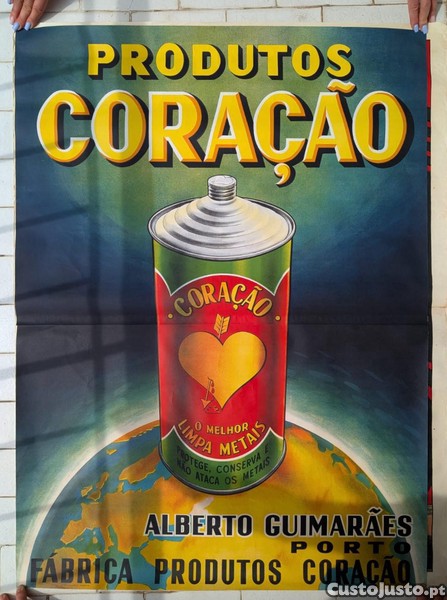 PRODUTOS
CORAÇÃO
CORAÇÃO
O MELHOR
LIMPA METAIS
PROTEGE, CONSERVA E
NÃO ATACA OS METAIS
ALBERTO GUIMARÃES
PORTO
FÁBRICA PRODUTOS CORAÇÃO
CustoJusto.pt